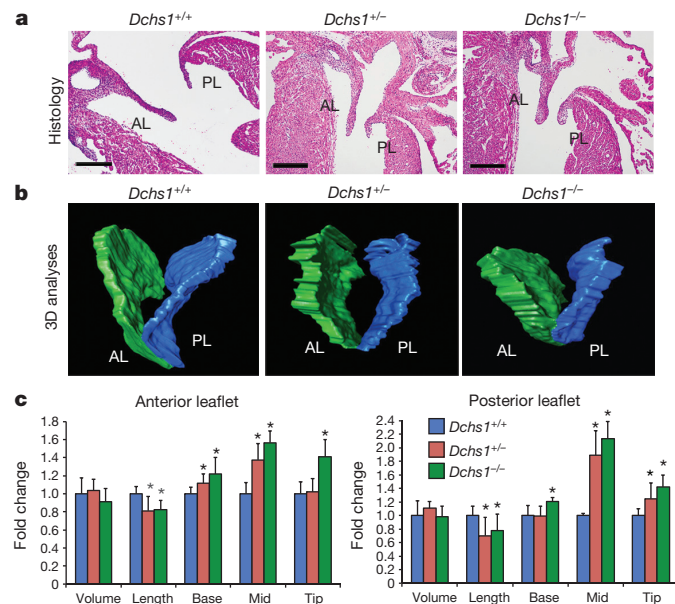 a
Dchs1+/+
Dchs1+/−
Dchs1−/−
Histology
AL
PL
AL
PL
AL
PL
b
Dchs1+/+
Dchs1+/−
Dchs1−/−
3D analyses
AL
PL
AL
PL
AL
PL
c
Anterior leaflet
Fold change
1.8
1.6
1.4
1.2
1.0
0.8
0.6
0.4
0.2
0
* * * * * * *
Volume Length Base Mid Tip
Posterior leaflet
Fold change
2.4
2.2
2.0
1.8
1.6
1.4
1.2
1.0
0.8
0.6
0.4
0.2
0
Dchs1+/+
Dchs1+/−
Dchs1−/−
* * * * * * *
Volume Length Base Mid Tip